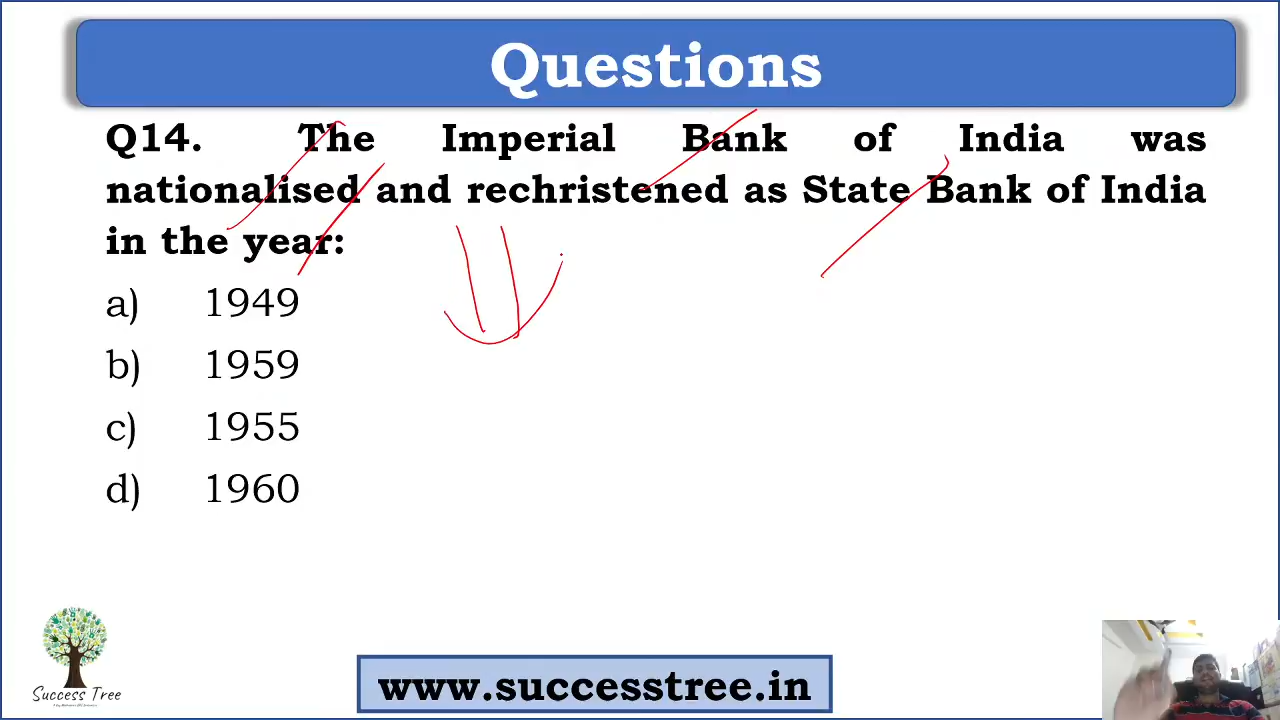 Questions
Q14. The Imperial Bank of India was
nationalised and rechristened as State Bank of India
in the year:
a) 1949
b) 1959
c) 1955
d) 1960
Success Tree
www.successtree.in